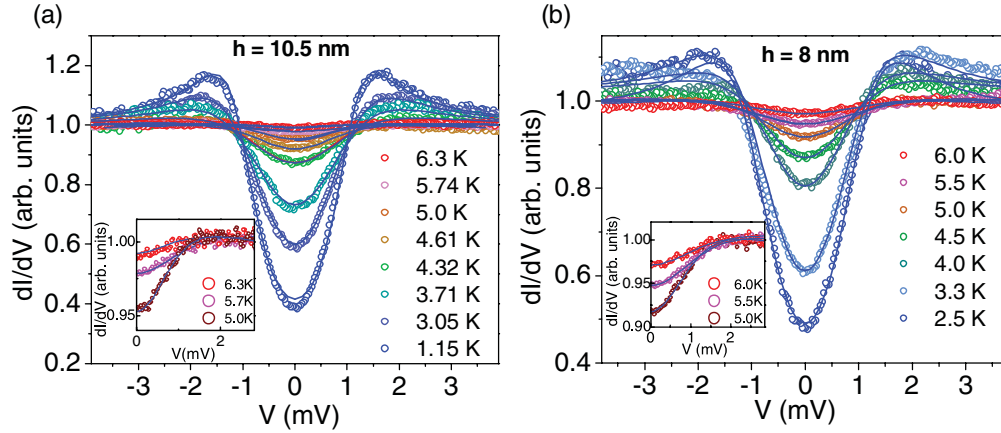 (a)
h = 10.5 nm
dI/dV (arb. units)
1.2
1.0
0.8
0.6
0.4
0.2
6.3 K
5.74 K
5.0 K
4.61 K
4.32 K
3.71 K
3.05 K
1.15 K
dI/dV (arb. units)
1.00
0.95
6.3K
5.7K
5.0K
0 2
V(mV)
-3 -2 -1 0 1 2 3
V (mV)
(b)
h = 8 nm
dI/dV (arb. units)
1.0
0.8
0.6
0.4
6.0 K
5.5 K
5.0 K
4.5 K
4.0 K
3.3 K
2.5 K
dI/dV (arb. units)
1.00
0.95
0.90
6.0K
5.5K
5.0K
0 1 2
V (mV)
-3 -2 -1 0 1 2 3
V (mV)